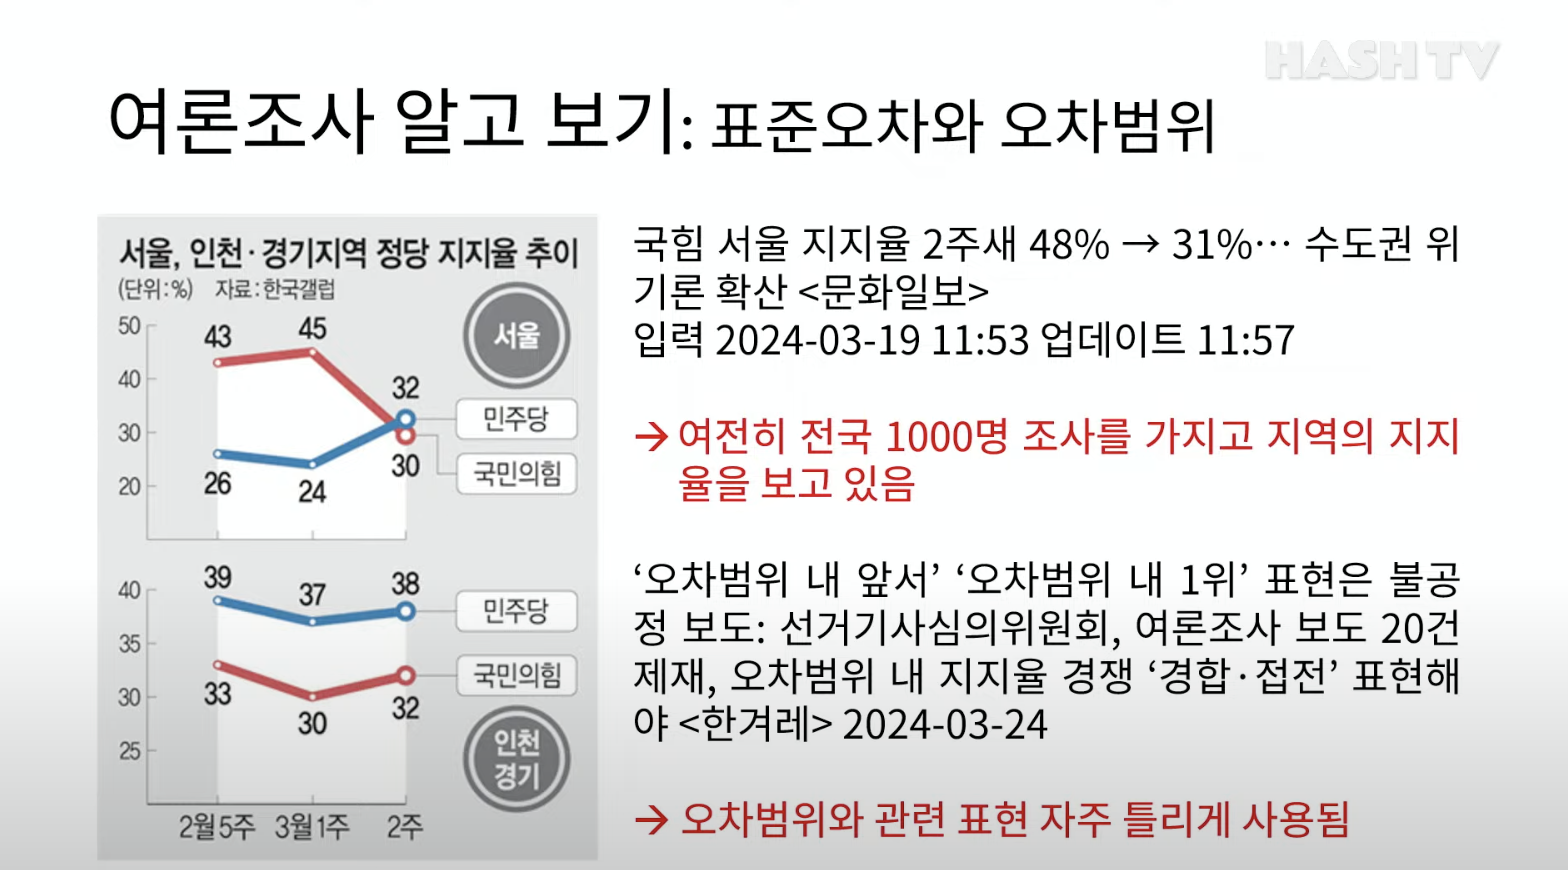 HASH TV
여론조사 알고 보기: 표준오차와 오차범위
서울, 인천·경기지역 정당 지지율 추이
(단위:%) 자료:한국갤럽
서울
50
40
30
20
43
45
32
26
24
30
민주당
국민의힘
40
35
30
25
39
37
38
33
30
32
민주당
국민의힘
인천
경기
2월5주 3월1주 2주
국힘 서울 지지율 2주새 48% → 31%… 수도권 위
기론 확산 <문화일보>
입력 2024-03-19 11:53 업데이트 11:57
→ 여전히 전국 1000명 조사를 가지고 지역의 지지
율을 보고 있음
‘오차범위 내 앞서’ ‘오차범위 내 1위’ 표현은 불공
정 보도: 선거기사심의위원회, 여론조사 보도 20건
제재, 오차범위 내 지지율 경쟁 ‘경합·접전’ 표현해
야 <한겨레> 2024-03-24
→ 오차범위와 관련 표현 자주 틀리게 사용됨